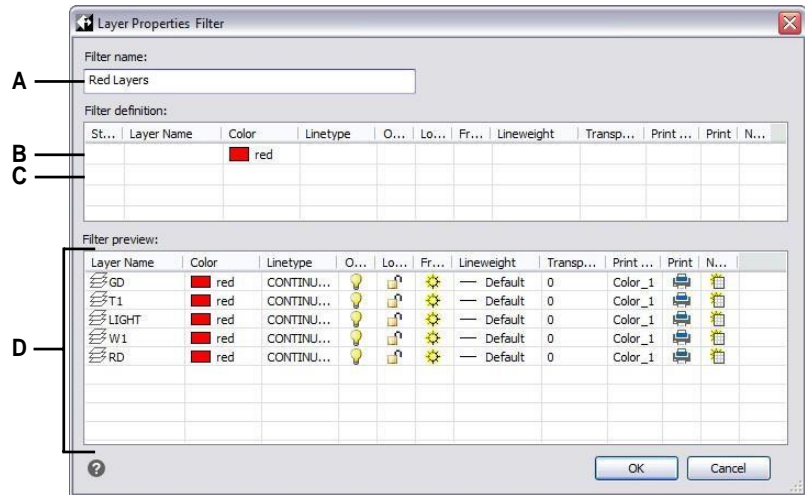 Layer Properties Filter
Filter name:
A
Red Layers
Filter definition:
St... Layer Name Color Linetype O... Lo... Fr... Lineweight Transp... Print ... Print N...
B
red
C
Filter preview:
Layer Name Color Linetype O... Lo... Fr... Lineweight Transp... Print ... Print N...
GD red CONTINU... Default 0 Color_1
T1 red CONTINU... Default 0 Color_1
LIGHT red CONTINU... Default 0 Color_1
W1 red CONTINU... Default 0 Color_1
D
RD red CONTINU... Default 0 Color_1
?
OK Cancel